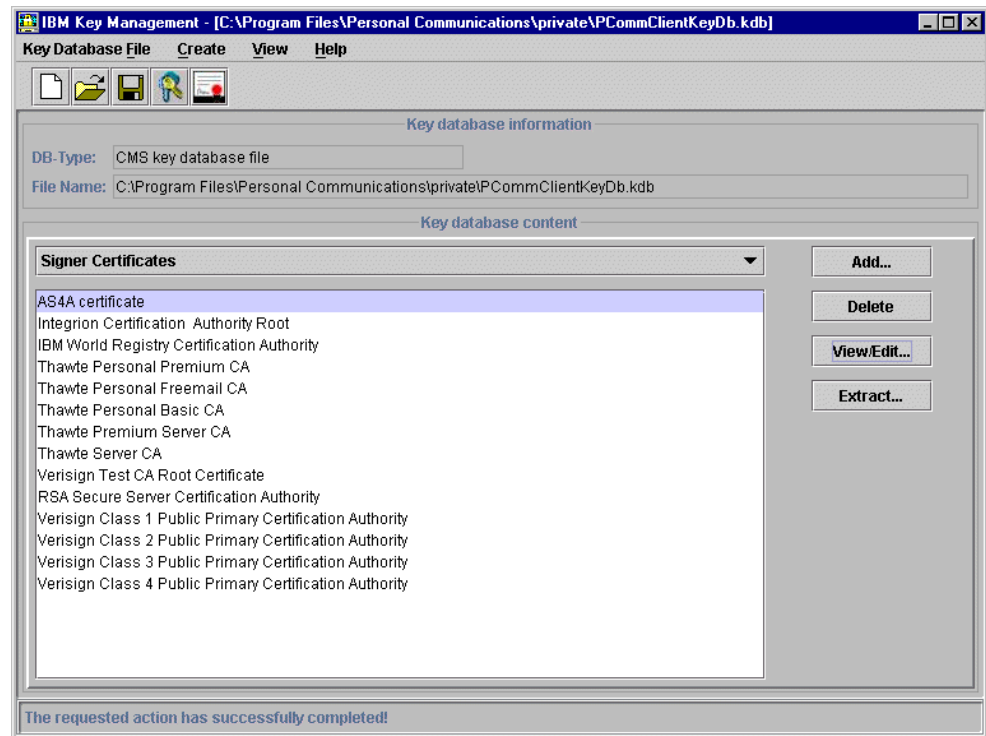 IBM Key Management - [C:\Program Files\Personal Communications\private\PCommClientKeyDb.kdb]
Key Database File Create View Help
Key database information
DB-Type: CMS key database file
File Name: C:\Program Files\Personal Communications\private\PCommClientKeyDb.kdb
Key database content
Signer Certificates
Add...
AS4A certificate
Delete
Integrion Certification Authority Root
IBM World Registry Certification Authority
View/Edit...
Thawte Personal Premium CA
Thawte Personal Freemail CA
Extract...
Thawte Personal Basic CA
Thawte Premium Server CA
Thawte Server CA
Verisign Test CA Root Certificate
RSA Secure Server Certification Authority
Verisign Class 1 Public Primary Certification Authority
Verisign Class 2 Public Primary Certification Authority
Verisign Class 3 Public Primary Certification Authority
Verisign Class 4 Public Primary Certification Authority
The requested action has successfully completed!